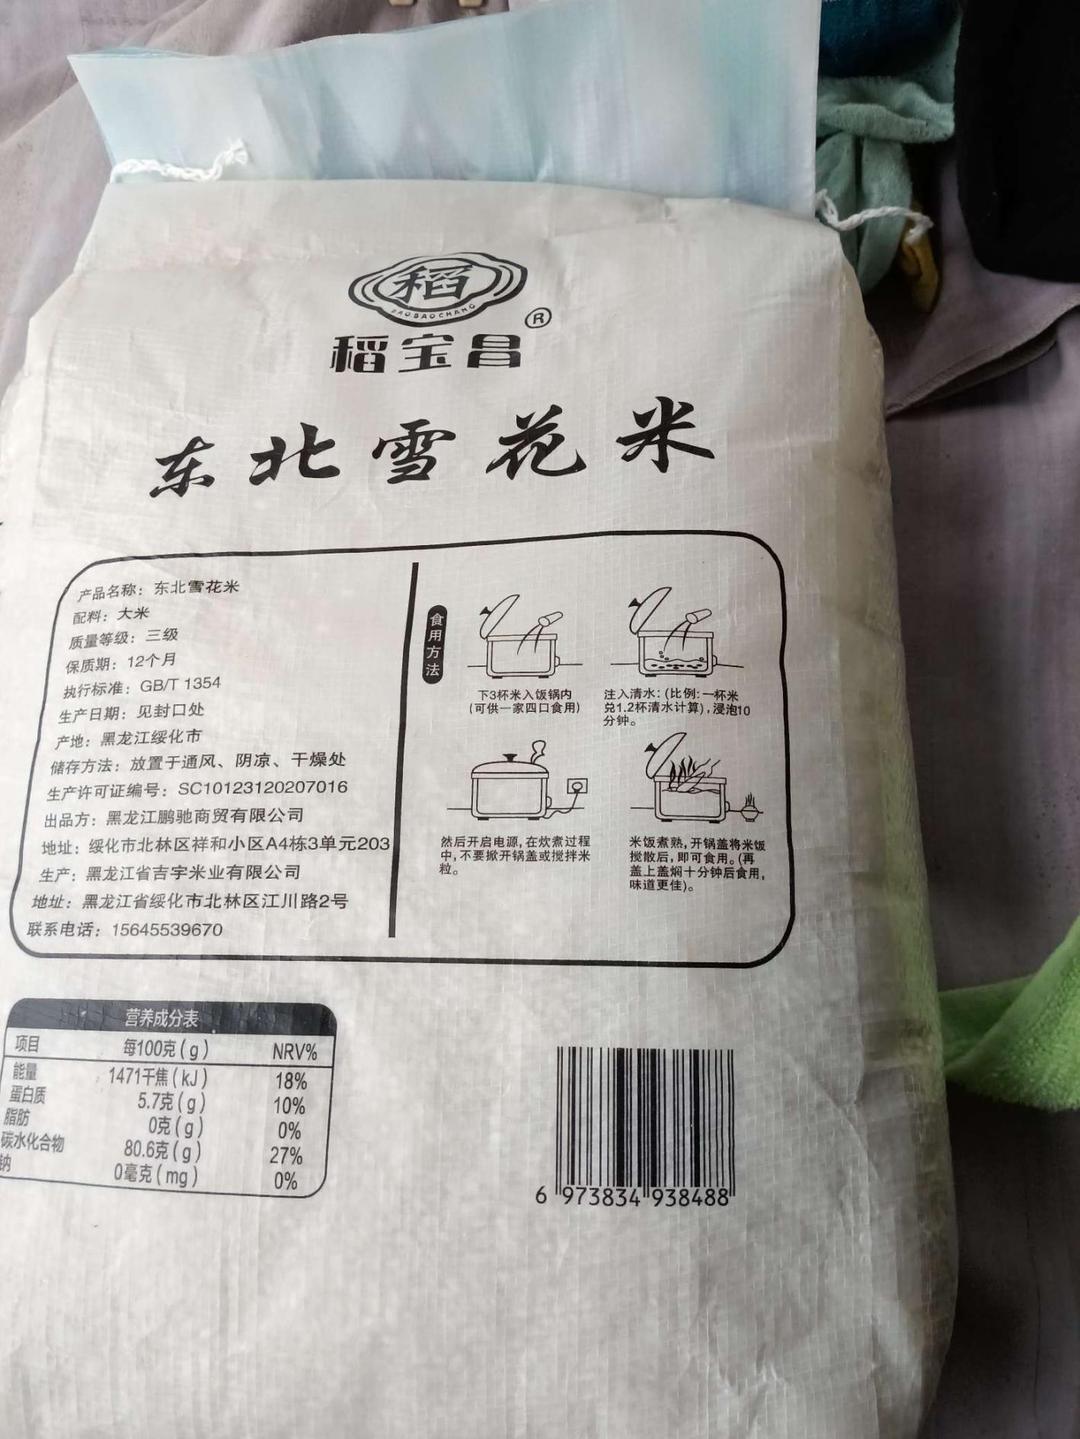 稻
DAOBAOCHANG
®
稻宝昌
东北雪花米
产品名称：东北雪花米
配料：大米
质量等级：三级
保质期：12个月
执行标准：GB/T 1354
生产日期：见封口处
产地：黑龙江绥化市
储存方法：放置于通风、阴凉、干燥处
生产许可证编号：SC10123120207016
出品方：黑龙江鹏驰商贸有限公司
地址：绥化市北林区祥和小区A4栋3单元203
生产：黑龙江省吉宇米业有限公司
地址：黑龙江省绥化市北林区江川路2号
联系电话：15645539670
食用方法
下3杯米入饭锅内
(可供一家四口食用)
注入清水：(比例：一杯米
兑1.2杯清水计算)，浸泡10
分钟。
然后开启电源，在炊煮过程
中，不要掀开锅盖或搅拌米
粒。
米饭煮熟，开锅盖将米饭
搅散后，即可食用。(再
盖上盖焖十分钟后食用，
味道更佳)。
营养成分表
项目 每100克(g) NRV%
能量 1471千焦(kJ) 18%
蛋白质 5.7克(g) 10%
脂肪 0克(g) 0%
碳水化合物 80.6克(g) 27%
钠 0毫克(mg) 0%
6 973834 938488